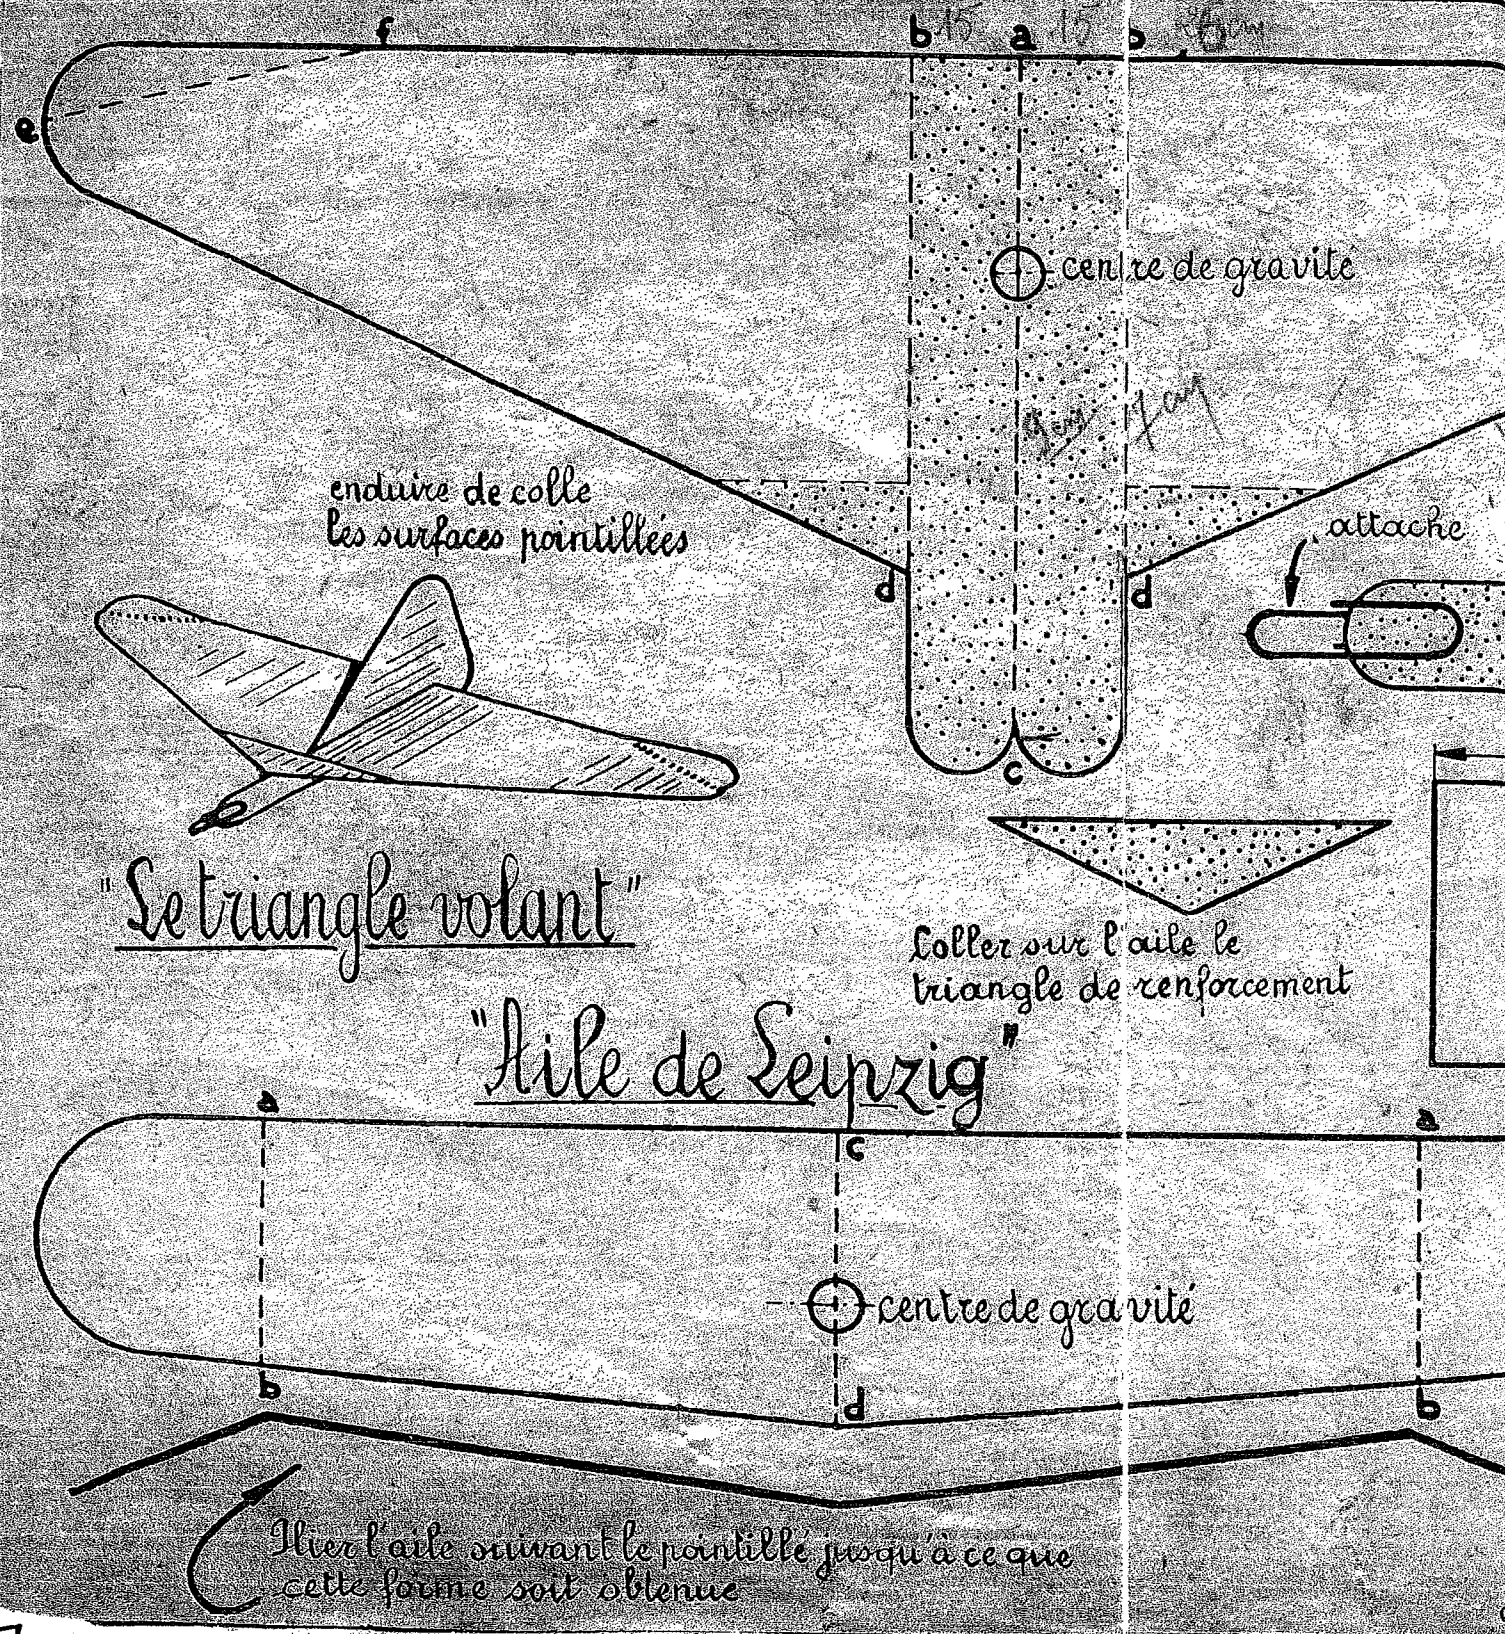 f b 15 a 15 b 6cm
e
centre de gravité
enduire de colle
les surfaces pointillées
attache
d d
c
"Le triangle volant"
Coller sur l'aile le
triangle de renforcement
"Aile de Leipzig"
a c a
centre de gravité
b d b
Plier l'aile suivant le pointillé jusqu'à ce que
cette forme soit obtenue